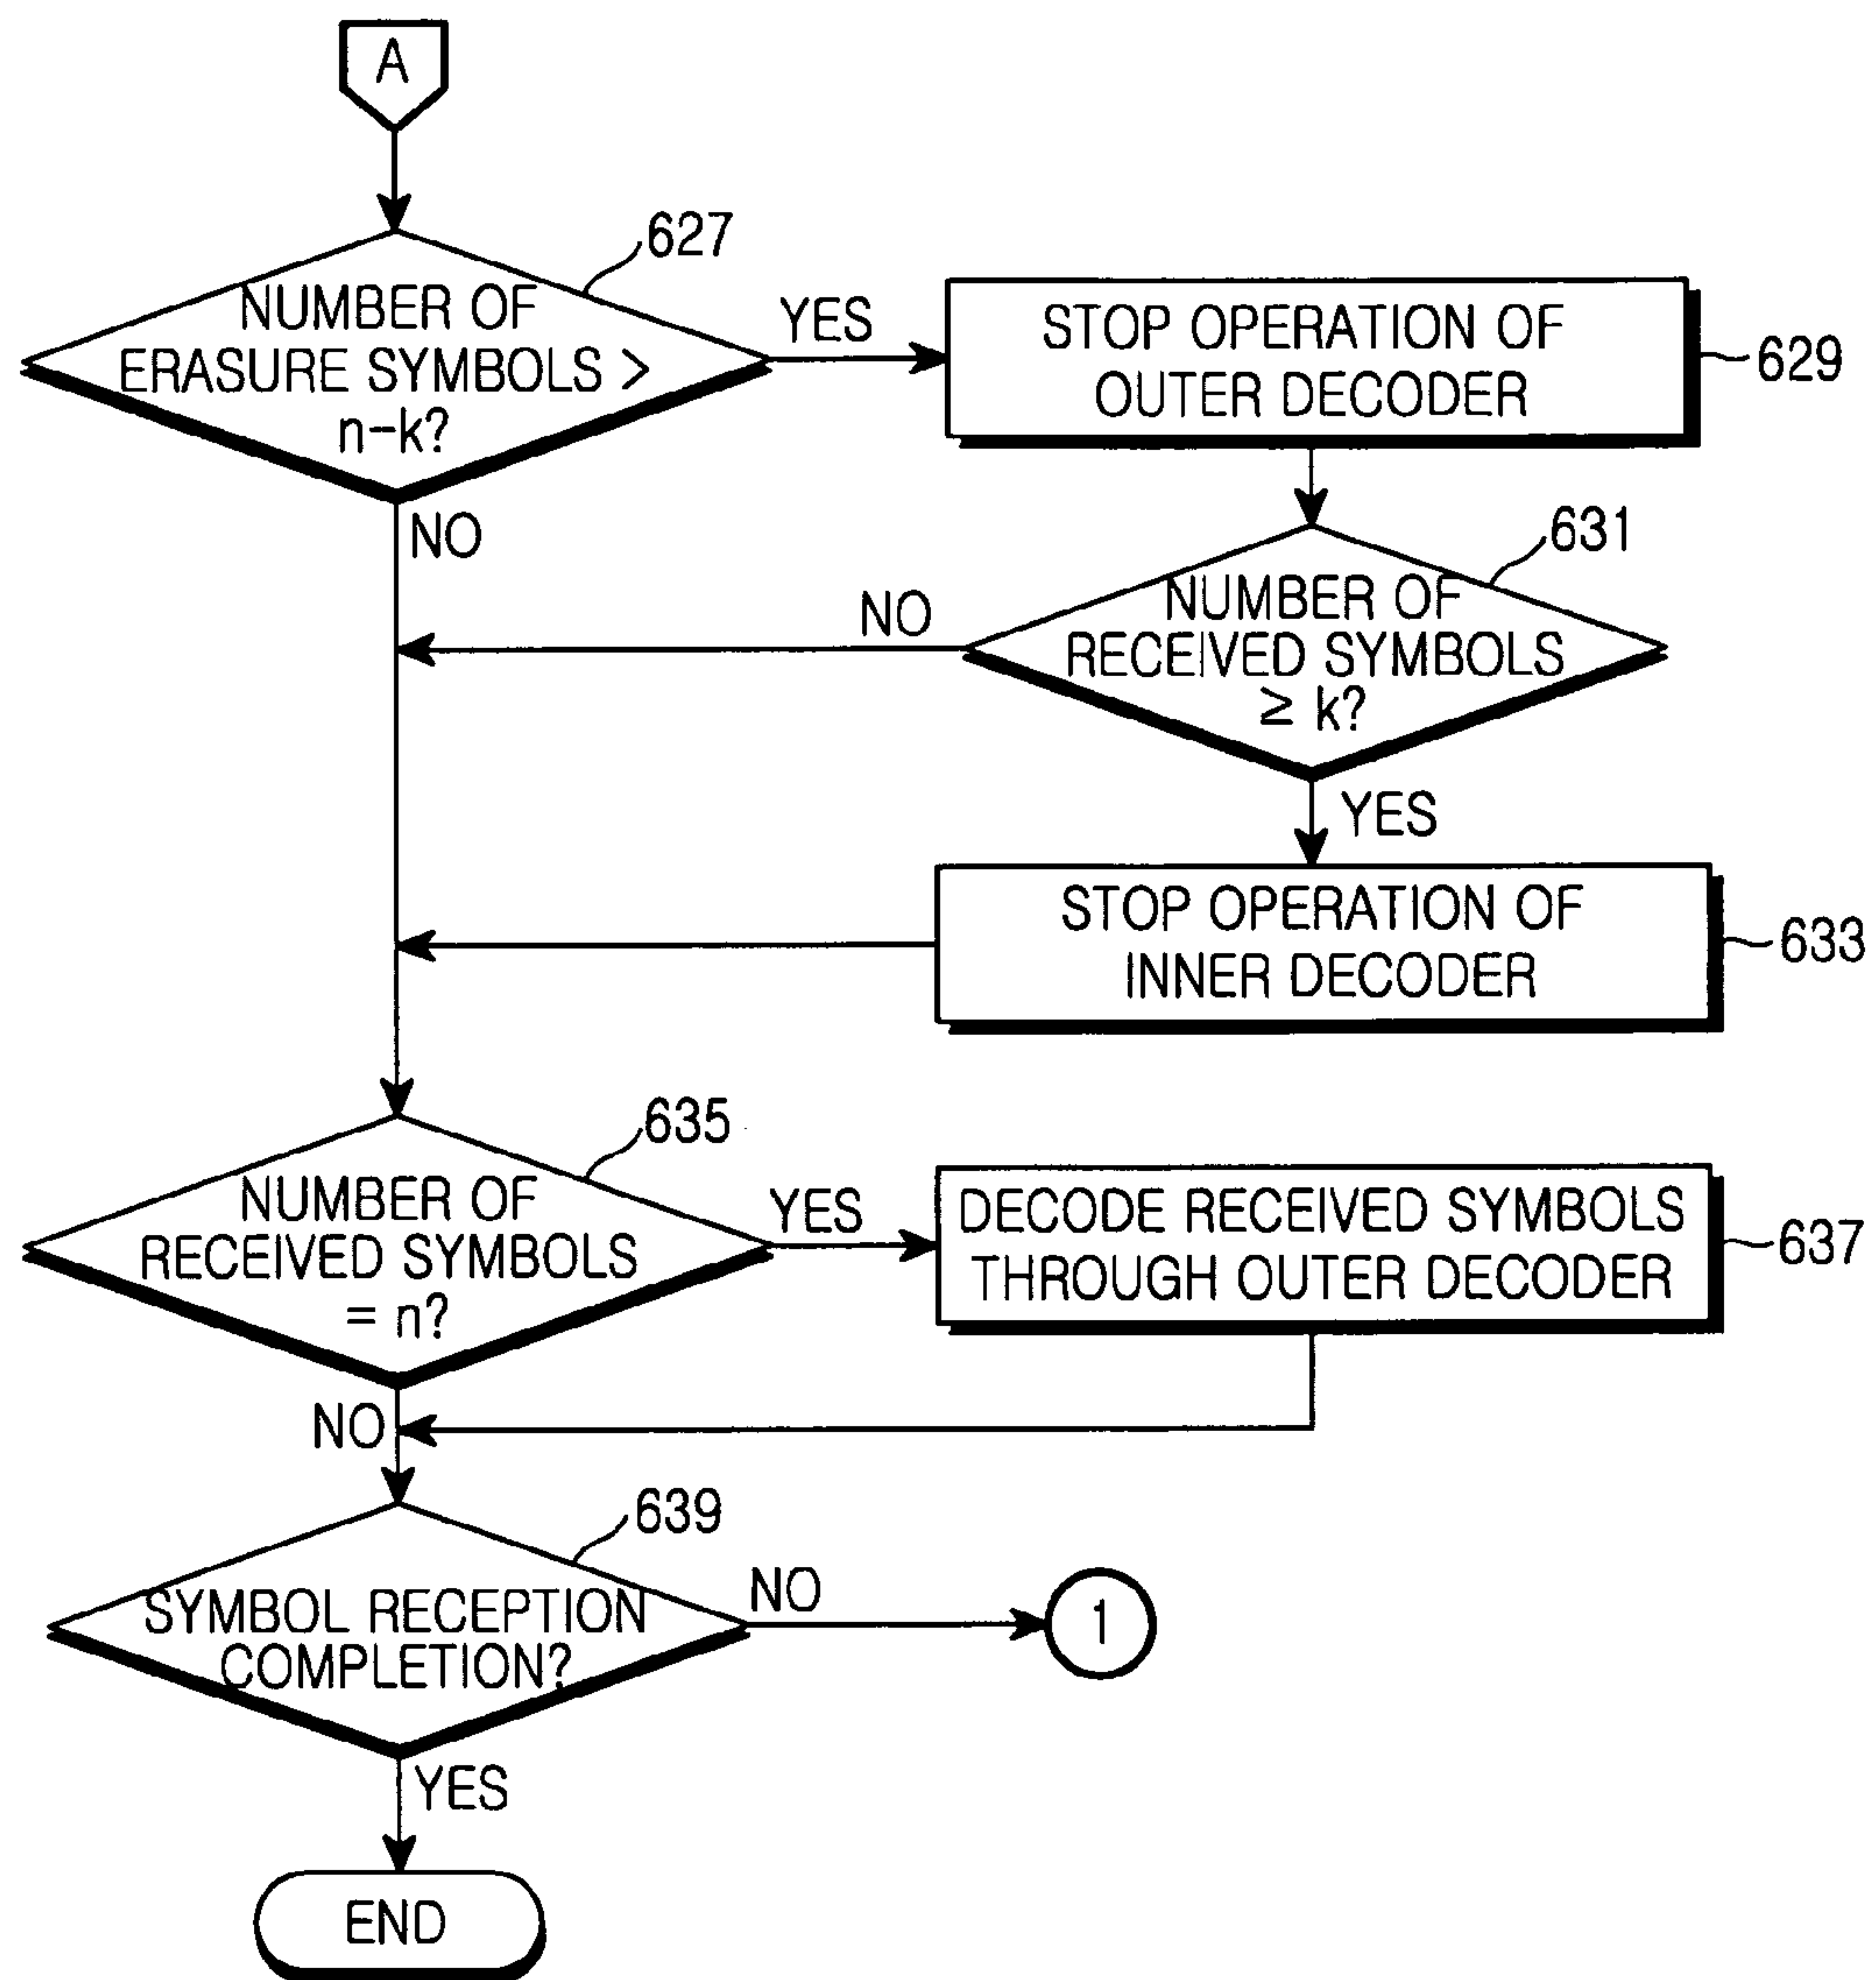 A
627
NUMBER OF
ERASURE SYMBOLS >
n-k?
YES
STOP OPERATION OF
OUTER DECODER
629
NO
631
NUMBER OF
RECEIVED SYMBOLS
≥ k?
NO
YES
STOP OPERATION OF
INNER DECODER
633
635
NUMBER OF
RECEIVED SYMBOLS
= n?
YES
DECODE RECEIVED SYMBOLS
THROUGH OUTER DECODER
637
NO
639
SYMBOL RECEPTION
COMPLETION?
NO
1
YES
END